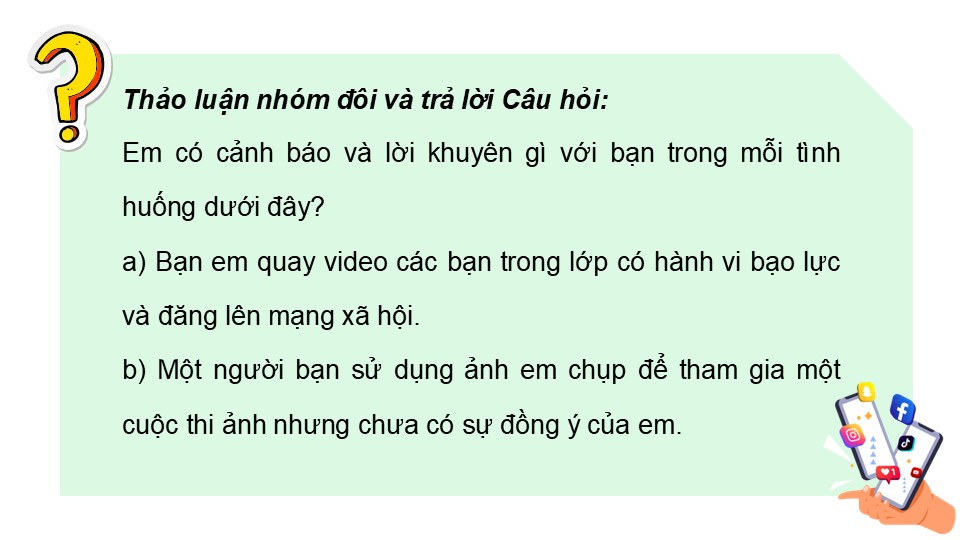 Thảo luận nhóm đôi và trả lời Câu hỏi:
Em có cảnh báo và lời khuyên gì với bạn trong mỗi tình
huống dưới đây?
a) Bạn em quay video các bạn trong lớp có hành vi bạo lực
và đăng lên mạng xã hội.
b) Một người bạn sử dụng ảnh em chụp để tham gia một
cuộc thi ảnh nhưng chưa có sự đồng ý của em.